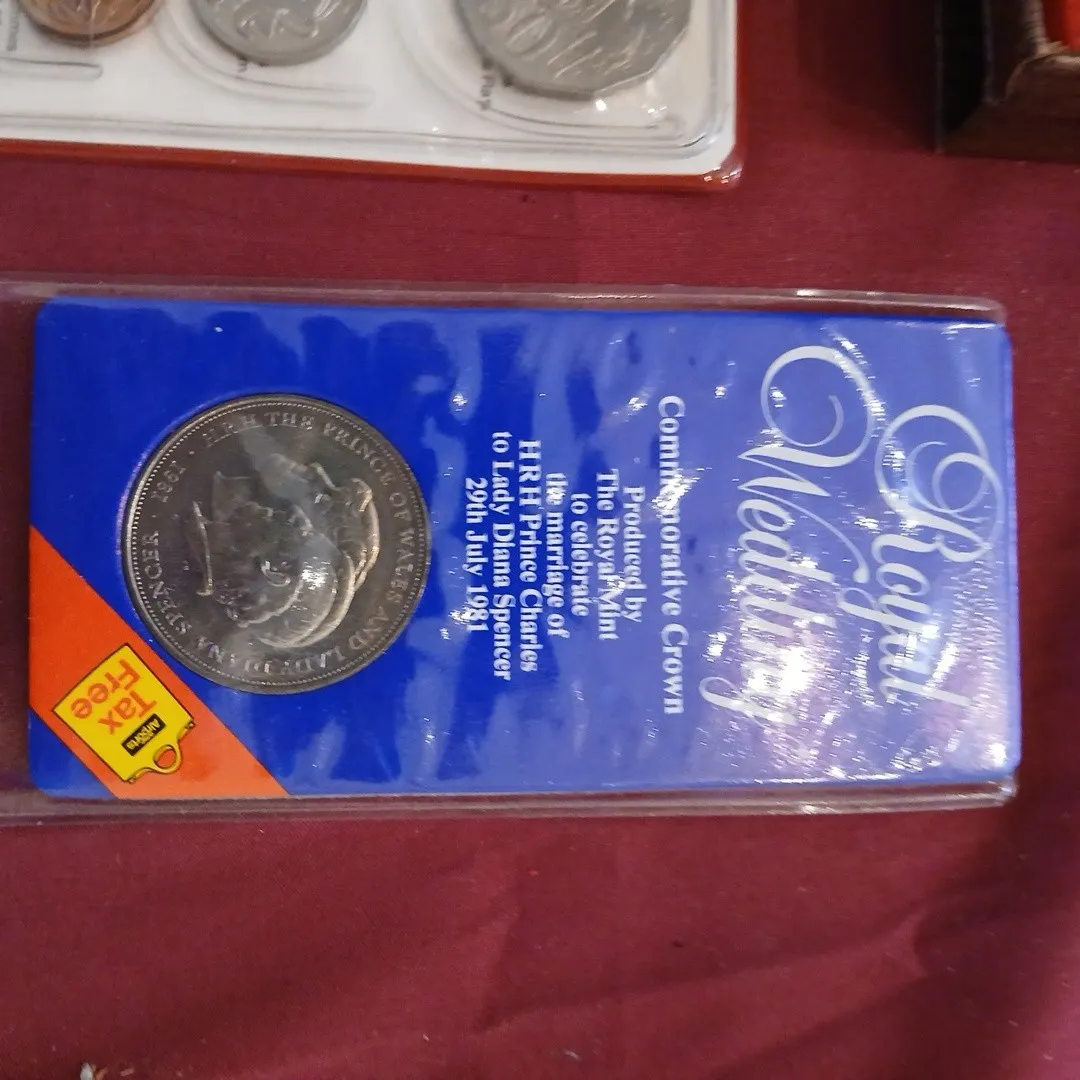 Royal
Wedding
Commemorative Crown
Produced by
The Royal Mint
to celebrate
the marriage of
HRH Prince Charles
to Lady Diana Spencer
29th July 1981
H.R.H. THE PRINCE OF WALES AND LADY DIANA SPENCER 1981
Tax
Free
Airports